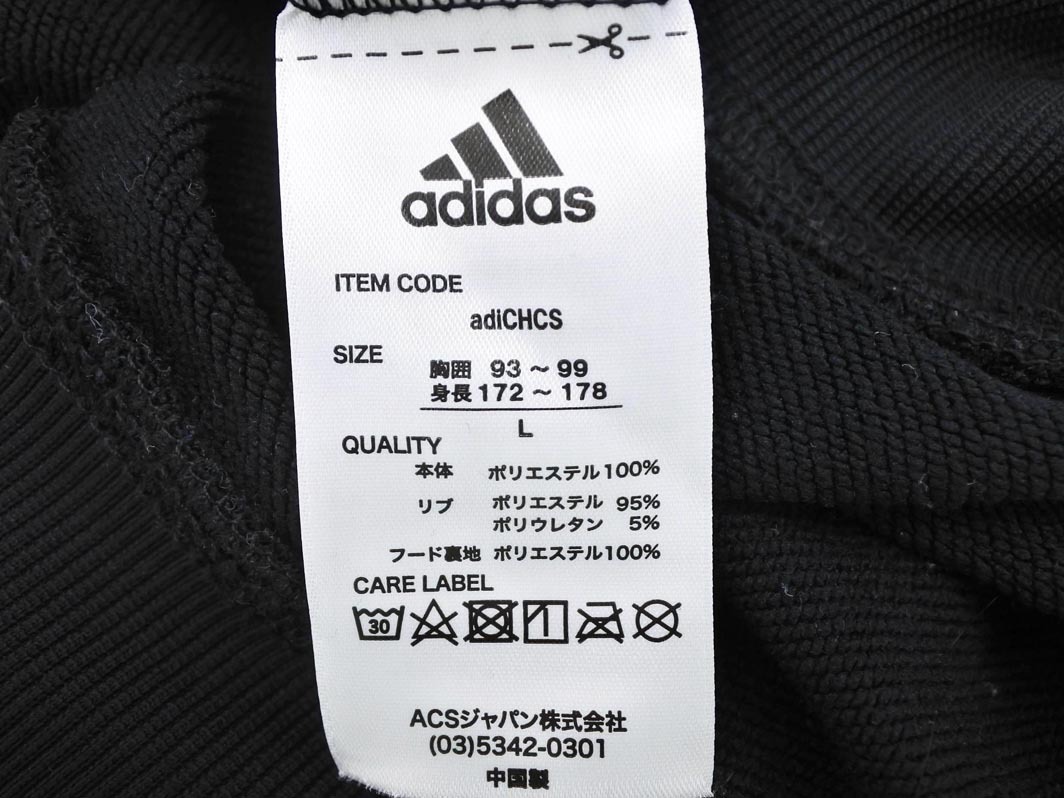 adidas
ITEM CODE
adiCHCS
SIZE
胸囲 93 ~ 99
身長 172 ~ 178
L
QUALITY
本体 ポリエステル100%
リブ ポリエステル 95%
ポリウレタン 5%
フード裏地 ポリエステル100%
CARE LABEL
30
ACSジャパン株式会社
(03)5342-0301
中国製